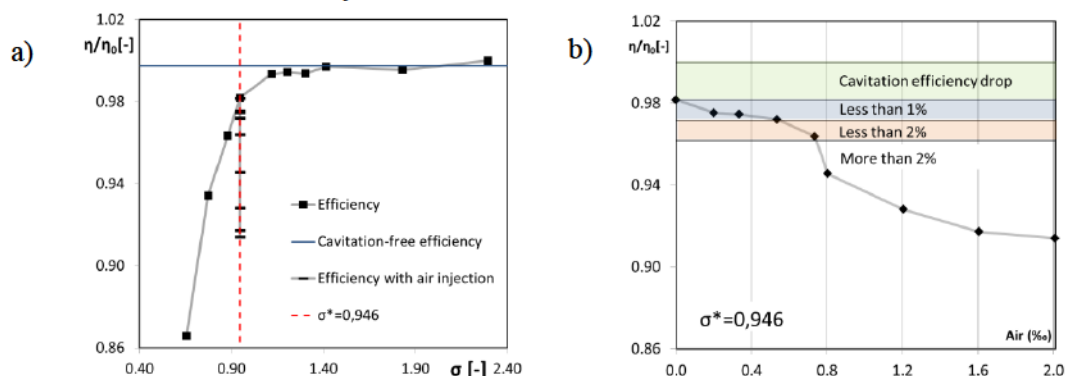 a)
η/η₀[-]
1.02
0.98
0.94
0.90
0.86
0.40
0.90
1.40
1.90
σ [-]
2.40
Efficiency
Cavitation-free efficiency
Efficiency with air injection
σ*=0,946
b)
η/η₀[-]
1.02
0.98
0.94
0.90
0.86
Cavitation efficiency drop
Less than 1%
Less than 2%
More than 2%
σ*=0,946
Air (‰)
0.0
0.4
0.8
1.2
1.6
2.0